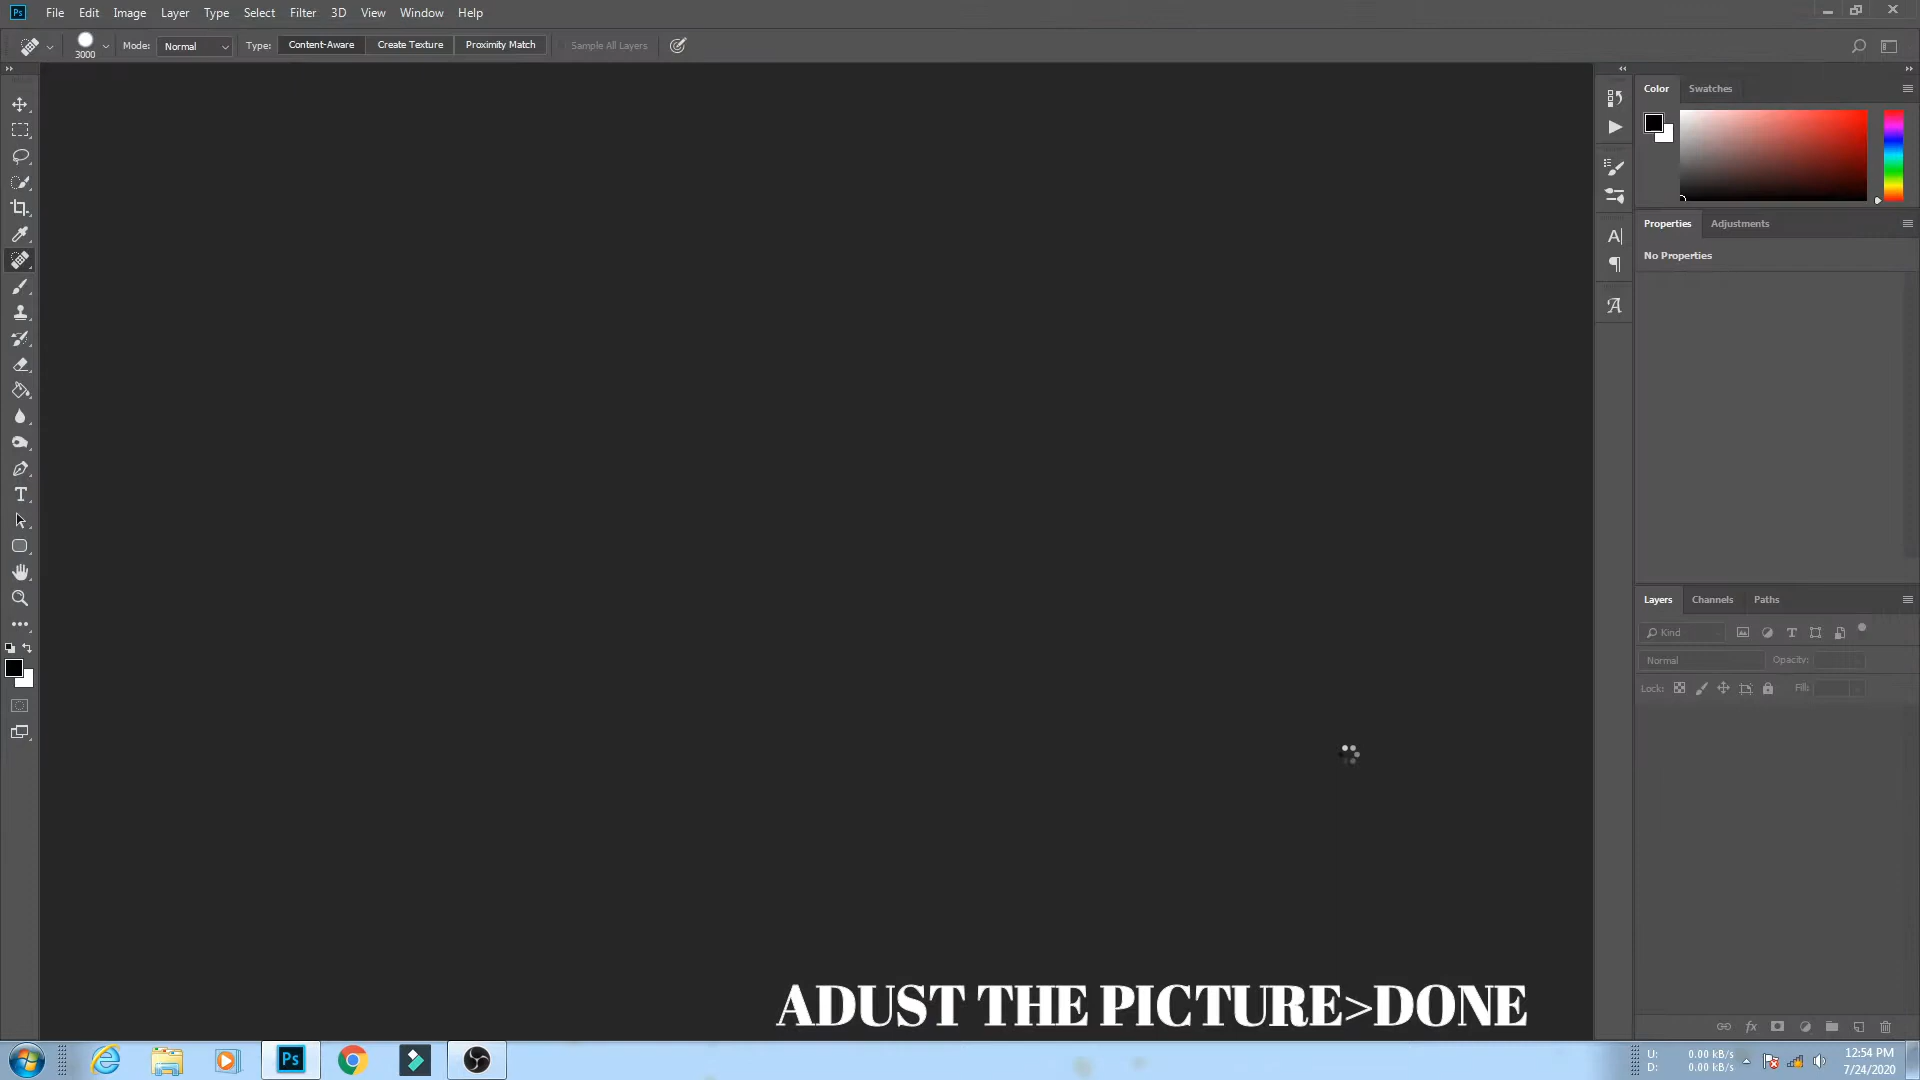 Ps File Edit Image Layer Type Select Filter 3D View Window Help
3000 Mode: Normal Type: Content-Aware Create Texture Proximity Match Sample All Layers
Color Swatches
Properties Adjustments
No Properties
Layers Channels Paths
Kind
Normal Opacity:
Lock: Fill:
ADUST THE PICTURE>DONE
Ps
U: 0.00 kB/s
D: 0.00 kB/s
12:54 PM
7/24/2020